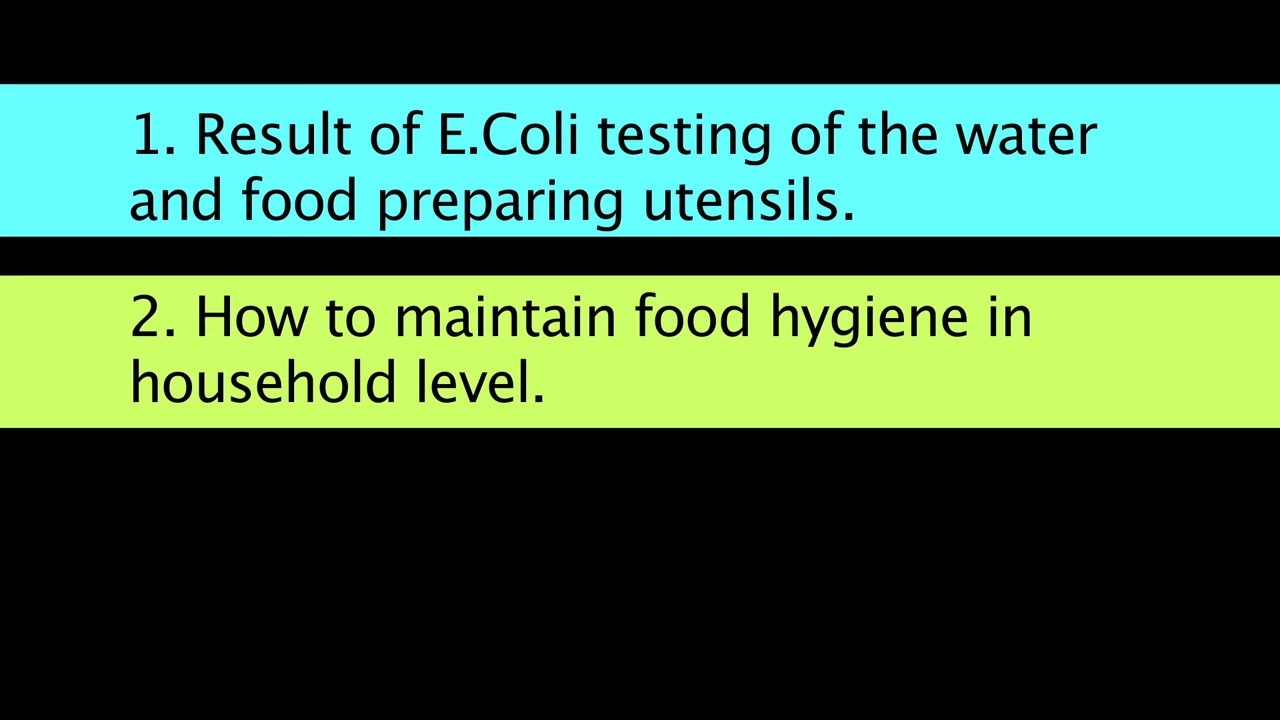 1. Result of E.Coli testing of the water
and food preparing utensils.
2. How to maintain food hygiene in
household level.